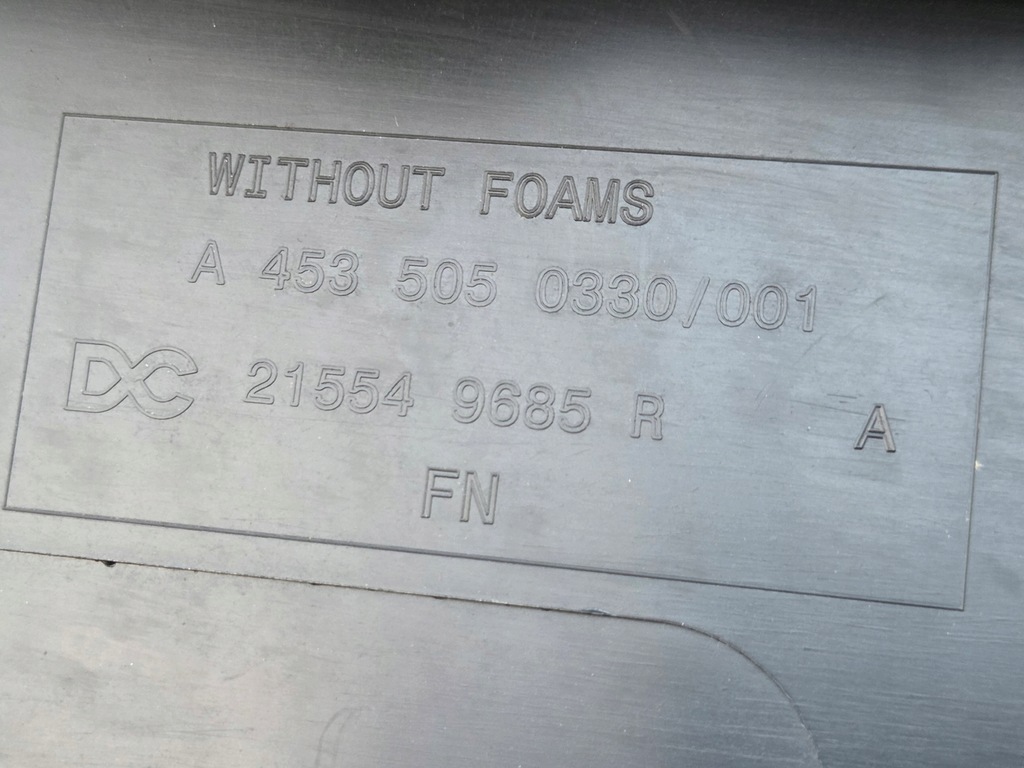 WITHOUT FOAMS
A 453 505 0330/001
DC 21554 9685 R A
FN